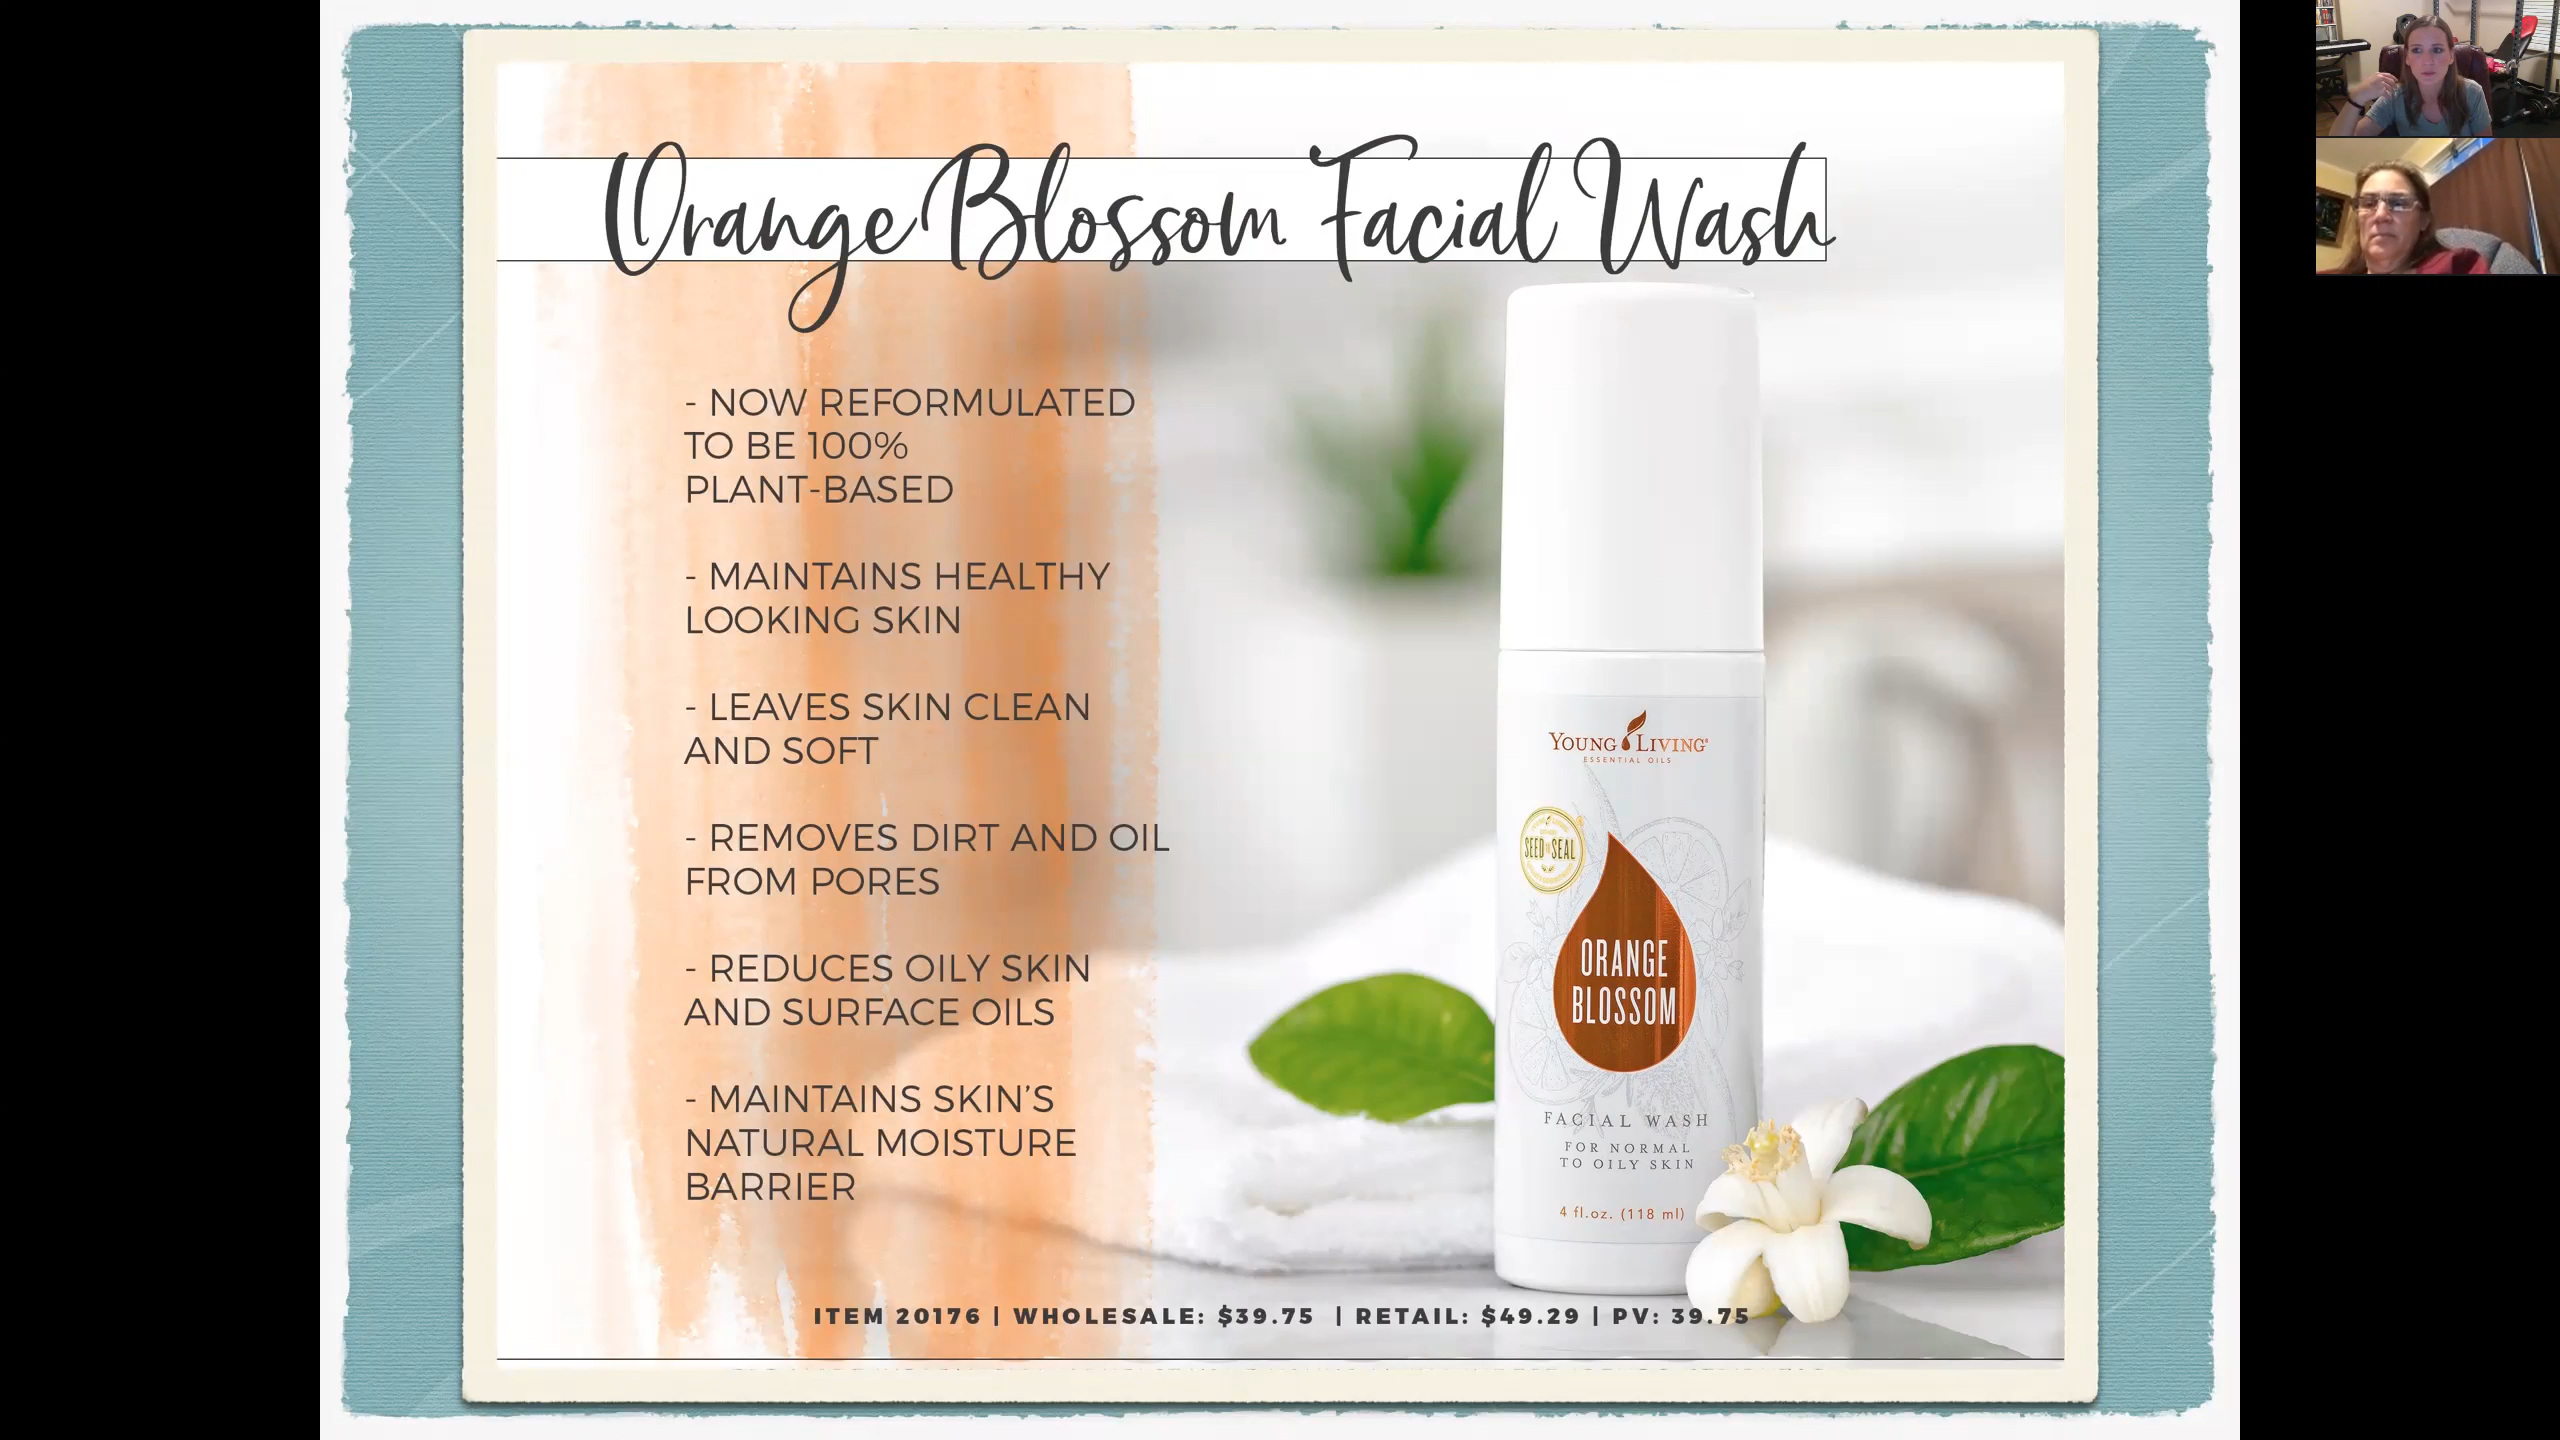 Orange Blossom Facial Wash
- NOW REFORMULATED
TO BE 100%
PLANT-BASED
- MAINTAINS HEALTHY
LOOKING SKIN
- LEAVES SKIN CLEAN
AND SOFT
- REMOVES DIRT AND OIL
FROM PORES
- REDUCES OILY SKIN
AND SURFACE OILS
- MAINTAINS SKIN’S
NATURAL MOISTURE
BARRIER
YOUNG LIVING
ESSENTIAL OILS
SEED TO SEAL
ORANGE
BLOSSOM
FACIAL WASH
FOR NORMAL
TO OILY SKIN
4 fl.oz. (118 ml)
ITEM 20176 | WHOLESALE: $39.75 | RETAIL: $49.29 | PV: 39.75